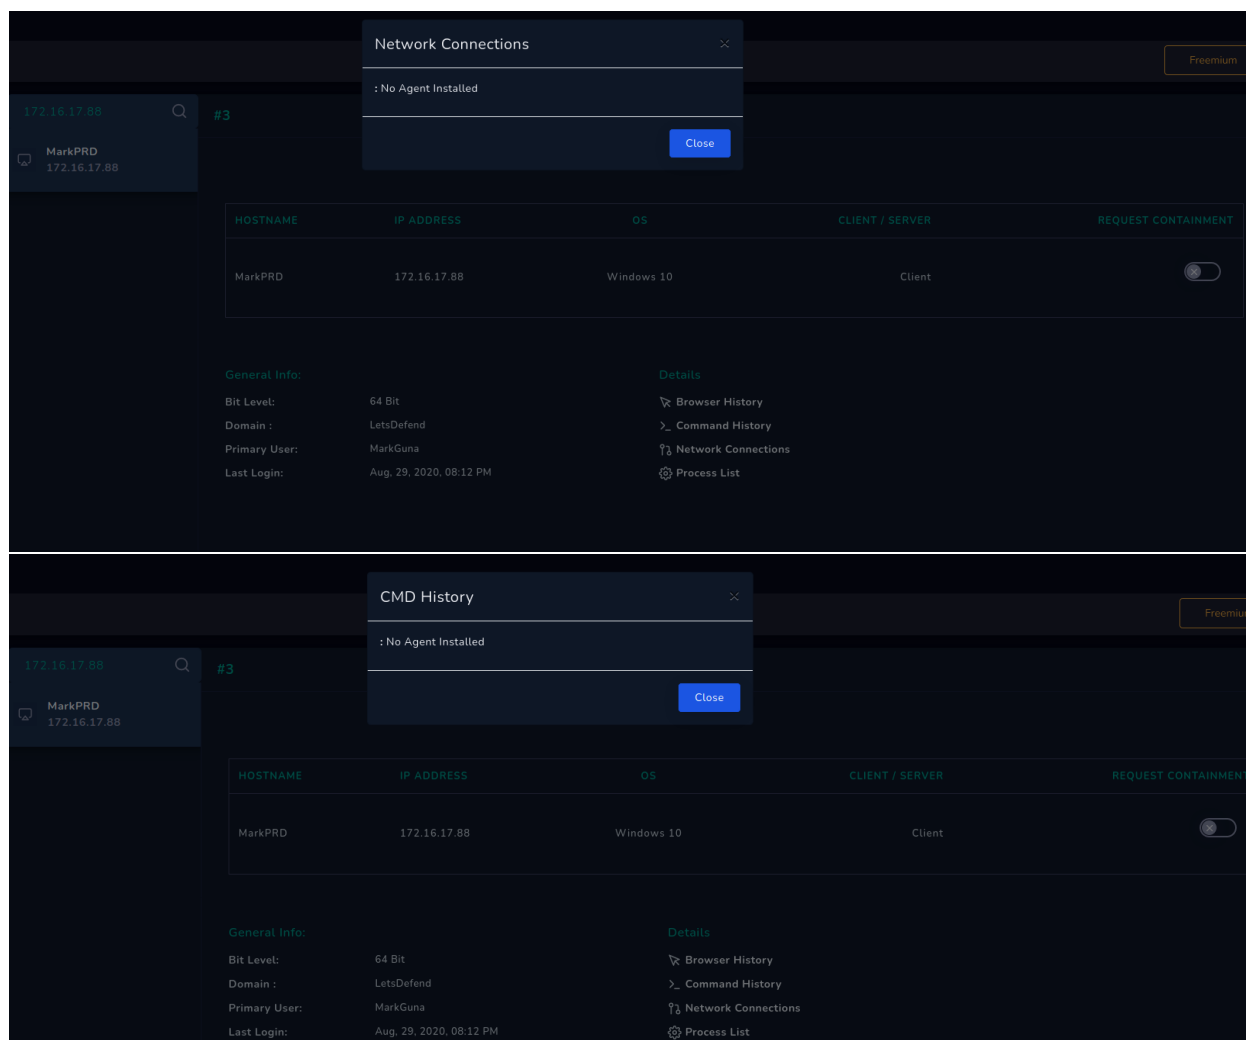 Network Connections
: No Agent Installed
Close
Freemium
172.16.17.88
#3
MarkPRD
172.16.17.88
HOSTNAME IP ADDRESS OS CLIENT / SERVER REQUEST CONTAINMENT
MarkPRD 172.16.17.88 Windows 10 Client
General Info: Details
Bit Level: 64 Bit Browser History
Domain : LetsDefend >_ Command History
Primary User: MarkGuna Network Connections
Last Login: Aug, 29, 2020, 08:12 PM Process List
CMD History
: No Agent Installed
Close
Freemiu
172.16.17.88
#3
MarkPRD
172.16.17.88
HOSTNAME IP ADDRESS OS CLIENT / SERVER REQUEST CONTAINMENT
MarkPRD 172.16.17.88 Windows 10 Client
General Info: Details
Bit Level: 64 Bit Browser History
Domain : LetsDefend >_ Command History
Primary User: MarkGuna Network Connections
Last Login: Aug, 29, 2020, 08:12 PM Process List